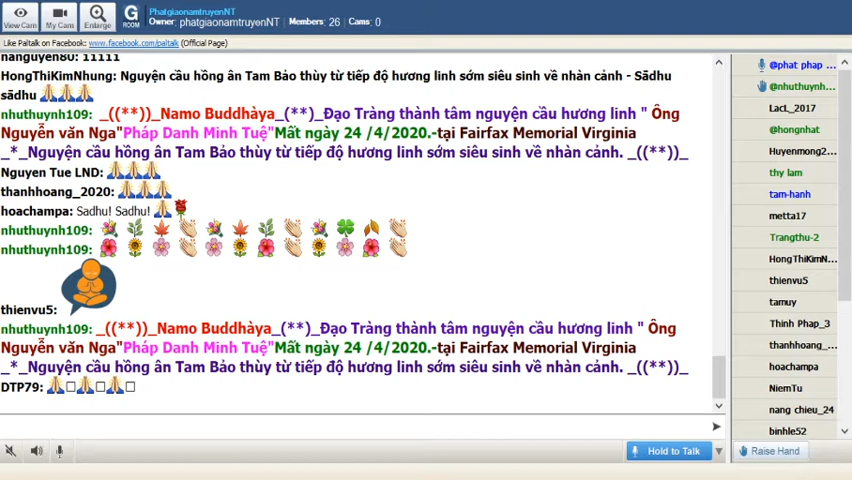 View Cam
My Cam
Enlarge
G
ROOM
PhatgiaonamtruyenNT
Owner: phatgiaonamtruyenNT Members: 26 Cams: 0
Like Paltalk on Facebook: www.facebook.com/paltalk (Official Page)
nanguyen80: 11111
HongThiKimNhung: Nguyện cầu hồng ân Tam Bảo thùy từ tiếp độ hương linh sớm siêu sinh về nhàn cảnh - Sādhu
sādhu 🙏🙏🙏
nhuthuynh109: _((**))_Namo Buddhàya_(**)_Đạo Tràng thành tâm nguyện cầu hương linh " Ông
Nguyễn văn Nga"Pháp Danh Minh Tuệ"Mất ngày 24 /4/2020.-tại Fairfax Memorial Virginia
_*_Nguyện cầu hồng ân Tam Bảo thùy từ tiếp độ hương linh sớm siêu sinh về nhàn cảnh. _((**))_
Nguyen Tue LND: 🙏🙏🙏
thanhhoang_2020: 🙏🙏🙏
hoachampa: Sadhu! Sadhu! 🙏🌹
nhuthuynh109: 💐🌿🍁👏💐🍁🌿👏💐🍀🍂👏
nhuthuynh109: 🌺🌻🌸👏🌸🌻🌺👏🌻🌸🌺👏
thienvu5:
nhuthuynh109: _((**))_Namo Buddhàya_(**)_Đạo Tràng thành tâm nguyện cầu hương linh " Ông
Nguyễn văn Nga"Pháp Danh Minh Tuệ"Mất ngày 24 /4/2020.-tại Fairfax Memorial Virginia
_*_Nguyện cầu hồng ân Tam Bảo thùy từ tiếp độ hương linh sớm siêu sinh về nhàn cảnh. _((**))_
DTP79: 🙏□🙏□🙏□
Hold to Talk
@phat phap ...
@nhuthuynh...
LacL_2017
@hongnhat
Huyenmong2...
thy lam
tam-hanh
metta17
Trangthu-2
HongThiKimN...
thienvu5
tamuy
Thinh Phap_3
thanhhoang_...
hoachampa
NiemTu
nang chieu_24
binhle52
Raise Hand